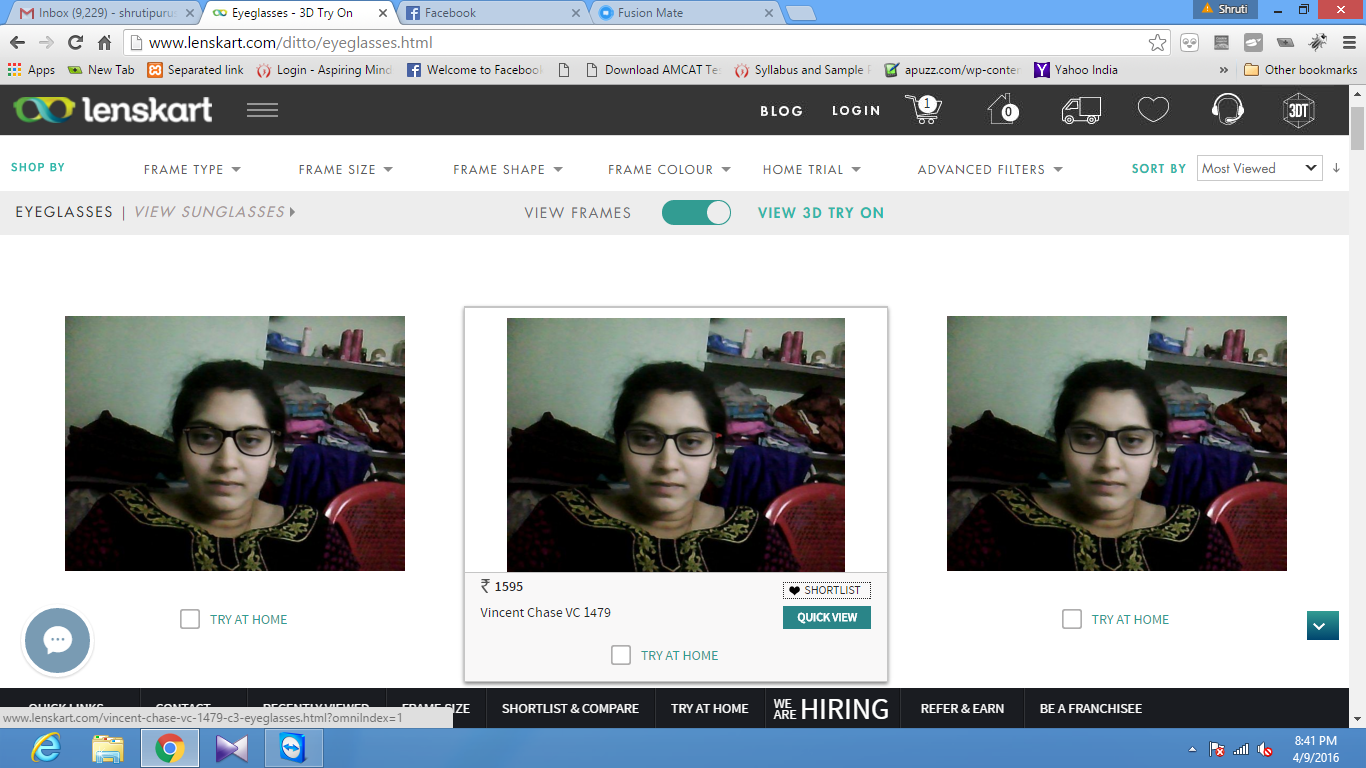 Inbox (9,229) - shrutipurus
Eyeglasses - 3D Try On
Facebook
Fusion Mate
Shruti
www.lenskart.com/ditto/eyeglasses.html
Apps
New Tab
Separated link
Login - Aspiring Mind
Welcome to Facebook
Download AMCAT Te
Syllabus and Sample P
apuzz.com/wp-conten
Yahoo India
»
Other bookmarks
lenskart
BLOG
LOGIN
1
0
3DT
SHOP BY
FRAME TYPE
FRAME SIZE
FRAME SHAPE
FRAME COLOUR
HOME TRIAL
ADVANCED FILTERS
SORT BY
Most Viewed
EYEGLASSES | VIEW SUNGLASSES
VIEW FRAMES
VIEW 3D TRY ON
₹ 1595
SHORTLIST
Vincent Chase VC 1479
QUICK VIEW
TRY AT HOME
TRY AT HOME
TRY AT HOME
QUICK LINKS
CONTACT
RECENTLY VIEWED
FRAME SIZE
SHORTLIST & COMPARE
TRY AT HOME
WE ARE HIRING
REFER & EARN
BE A FRANCHISEE
www.lenskart.com/vincent-chase-vc-1479-c3-eyeglasses.html?omniIndex=1
8:41 PM
4/9/2016